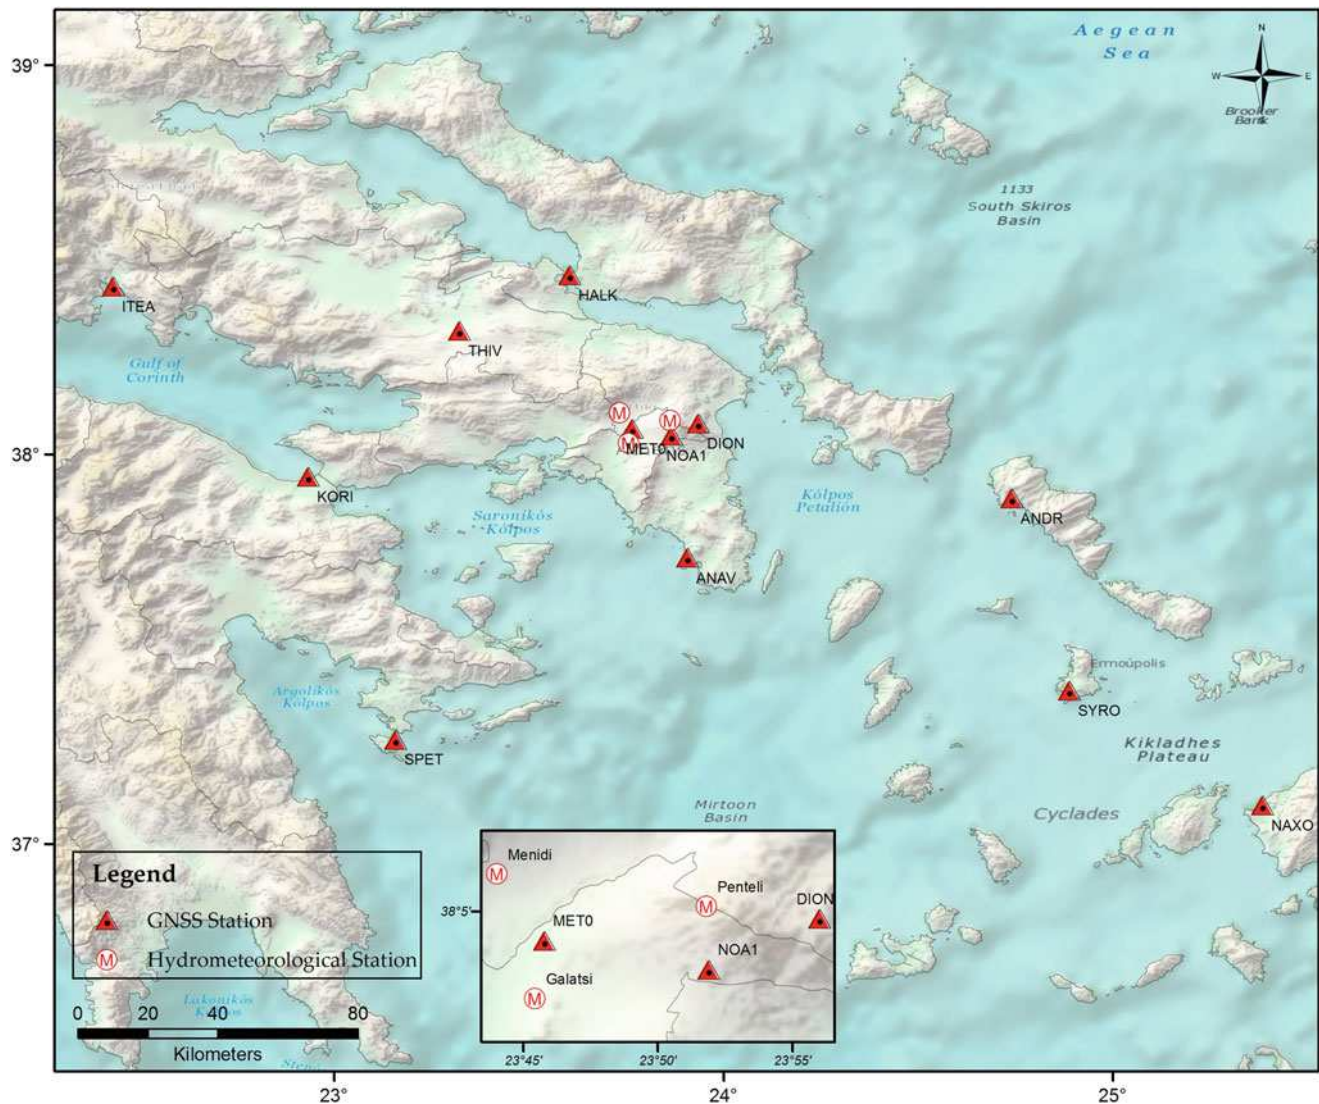 Aegean
Sea
N
W
E
39°
Brooker
Bank
1133
South Skiros
Basin
ITEA
HALK
THIV
Gulf of
Corinth
M
M
M
MET0
NOA1
DION
38°
KORI
Saronikós
Kólpos
Kólpos
Petalión
ANDR
ANAV
Ermoúpolis
SYRO
Argolikós
Kólpos
SPET
Kikladhes
Plateau
Mirtoon
Basin
Cyclades
NAXO
37°
Legend
GNSS Station
M
Hydrometeorological Station
Lakonikós
Kólpos
0 20 40 80
Kilometers
Steno
Menidi
M
Penteli
M
DION
38°5'
MET0
NOA1
Galatsi
M
23°45' 23°50' 23°55'
23° 24° 25°